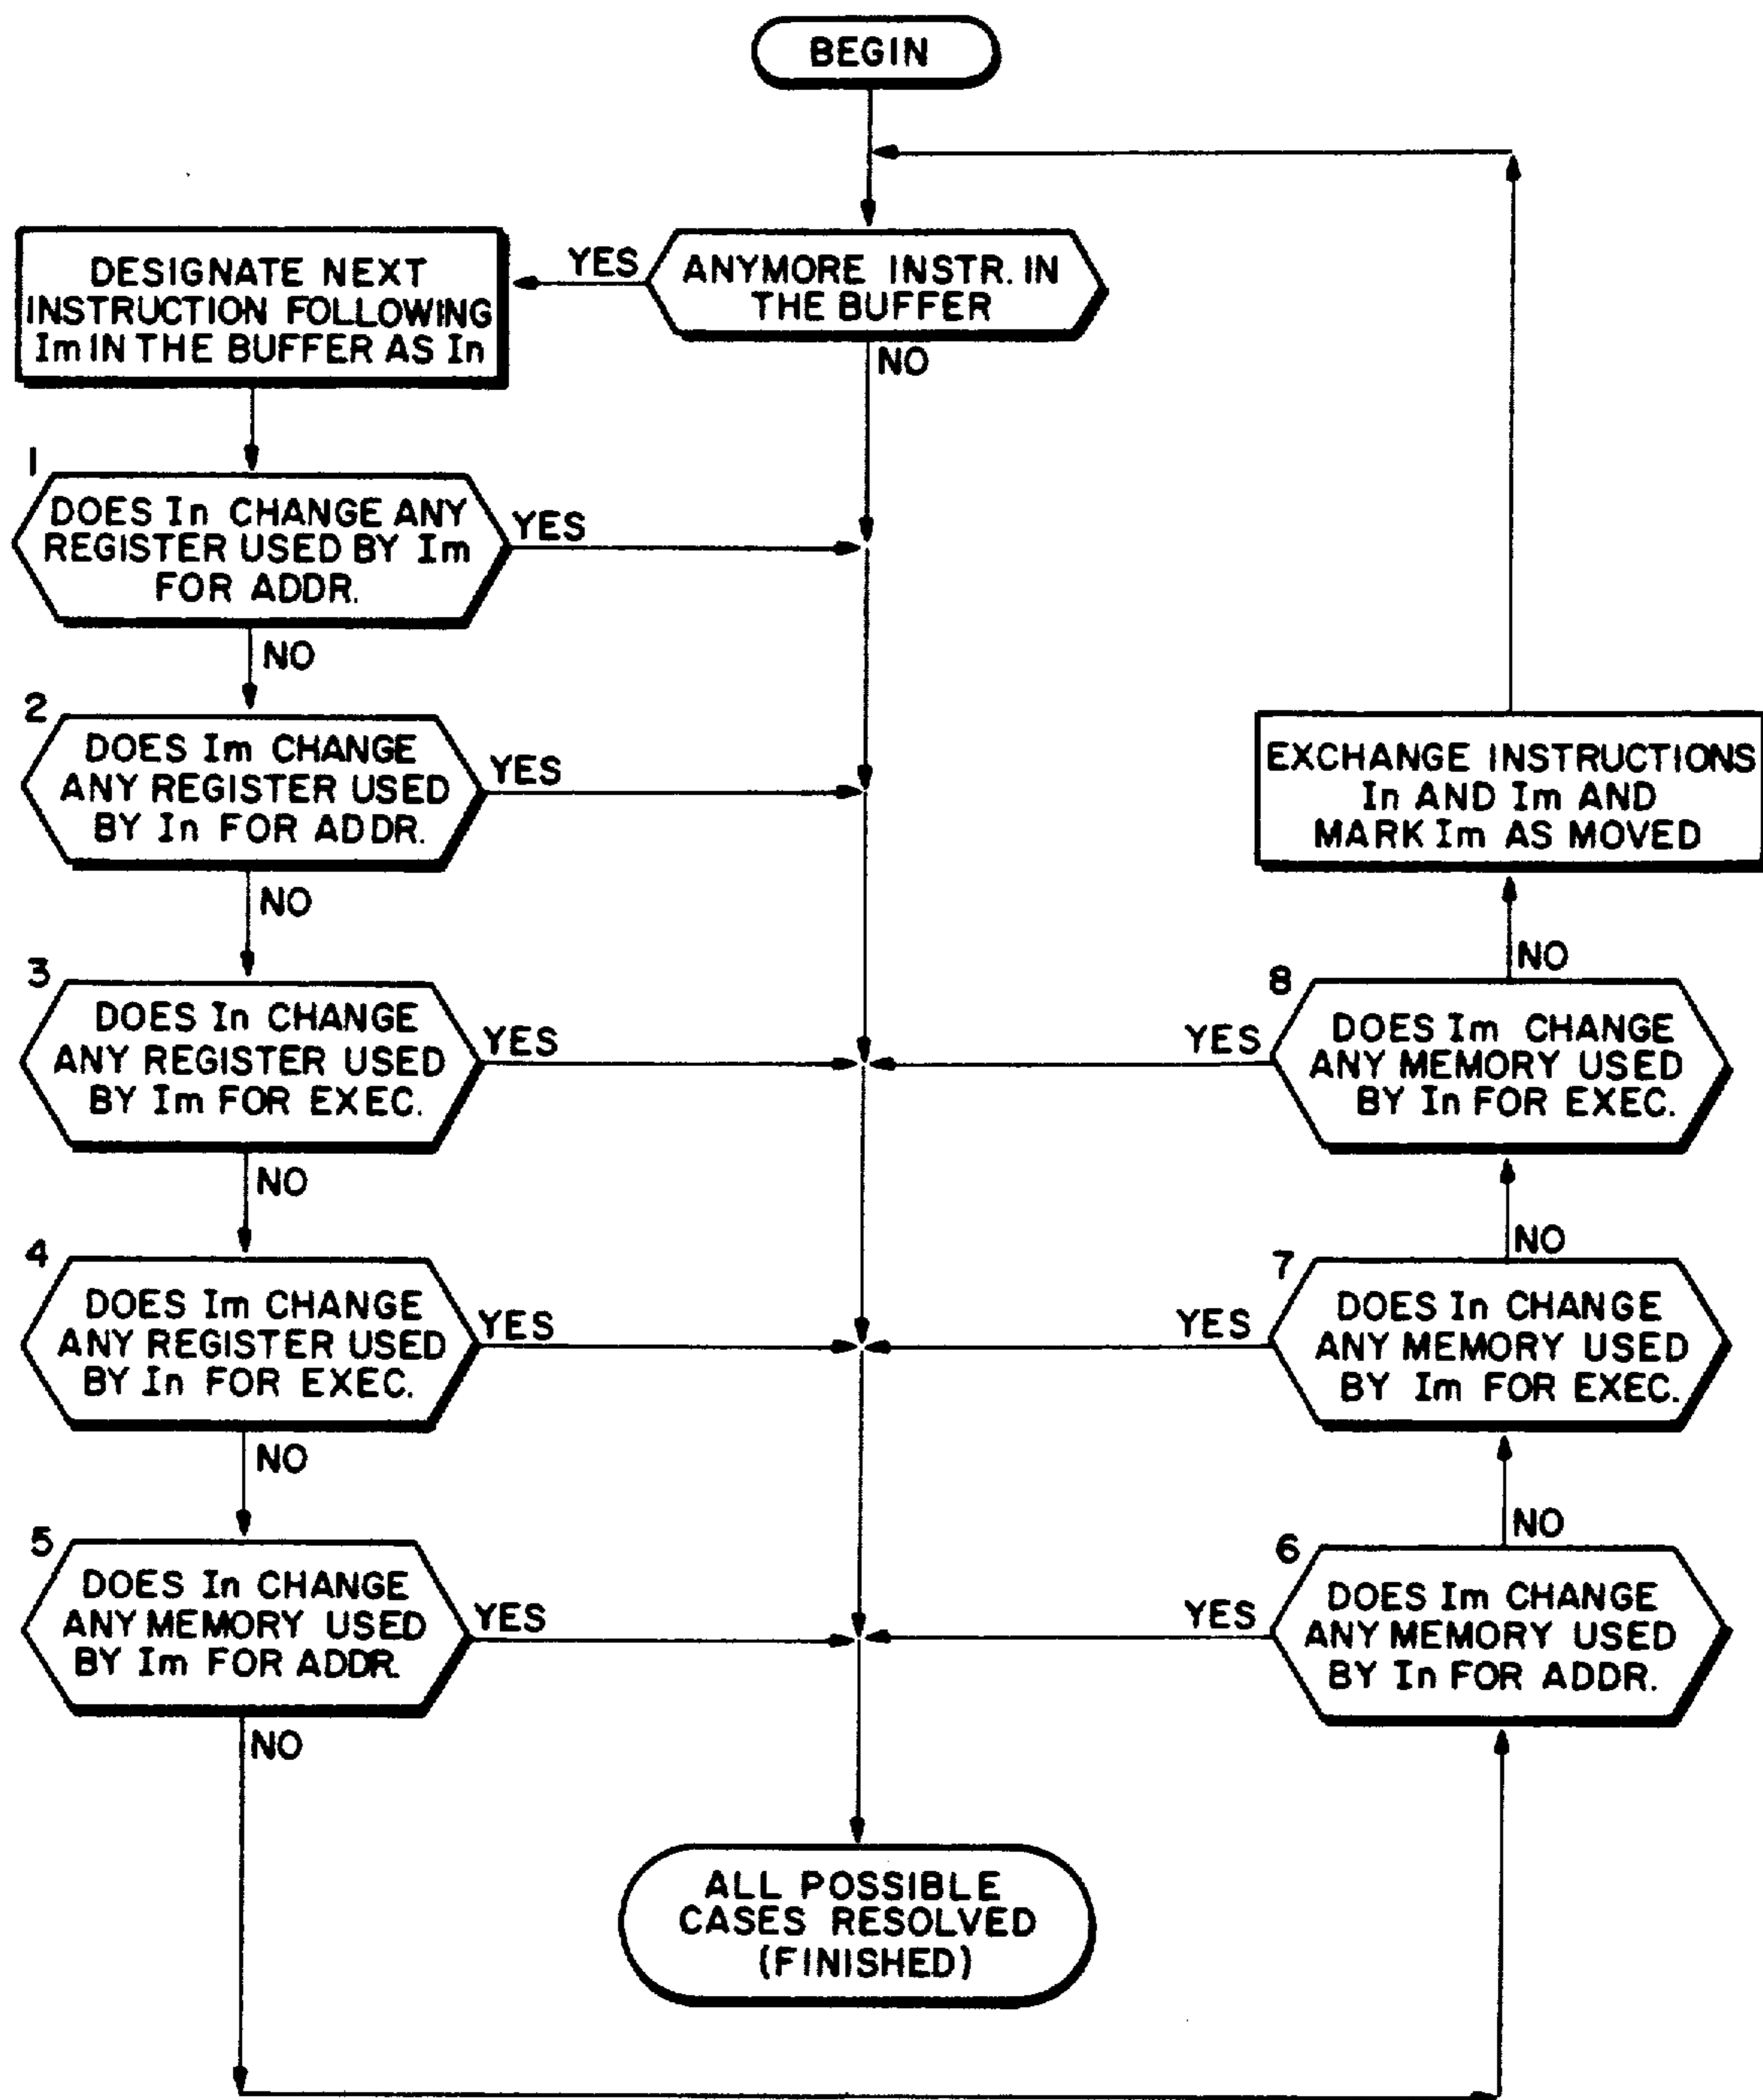 BEGIN
ANYMORE INSTR. IN
THE BUFFER
YES
NO
DESIGNATE NEXT
INSTRUCTION FOLLOWING
Im IN THE BUFFER AS In
1
DOES In CHANGE ANY
REGISTER USED BY Im
FOR ADDR.
YES
NO
2
DOES Im CHANGE
ANY REGISTER USED
BY In FOR ADDR.
YES
NO
3
DOES In CHANGE
ANY REGISTER USED
BY Im FOR EXEC.
YES
NO
4
DOES Im CHANGE
ANY REGISTER USED
BY In FOR EXEC.
YES
NO
5
DOES In CHANGE
ANY MEMORY USED
BY Im FOR ADDR.
YES
NO
6
DOES Im CHANGE
ANY MEMORY USED
BY In FOR ADDR.
YES
NO
7
DOES In CHANGE
ANY MEMORY USED
BY Im FOR EXEC.
YES
NO
8
DOES Im CHANGE
ANY MEMORY USED
BY In FOR EXEC.
YES
NO
EXCHANGE INSTRUCTIONS
In AND Im AND
MARK Im AS MOVED
ALL POSSIBLE
CASES RESOLVED
(FINISHED)